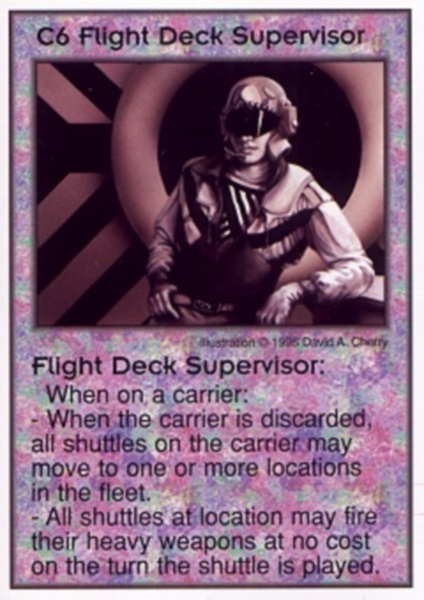 C6 Flight Deck Supervisor
Illustration © 1996 David A. Cherry
Flight Deck Supervisor:
When on a carrier:
- When the carrier is discarded,
all shuttles on the carrier may
move to one or more locations
in the fleet.
- All shuttles at location may fire
their heavy weapons at no cost
on the turn the shuttle is played.